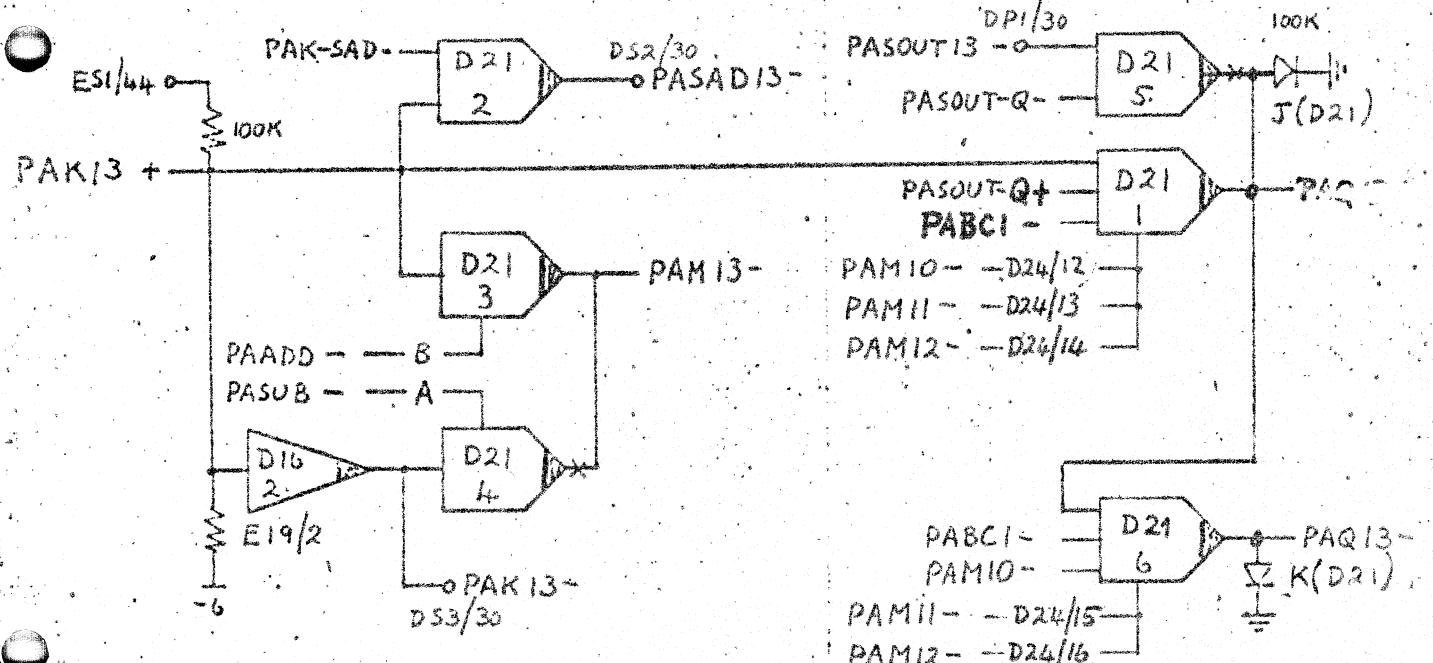 PAK-SAD-
D21
2
DS2/30
PASAD13-
ES1/44
100K
PAK13 +
D21
3
PAM13-
PAADD - B
PASUB - A
D16
2.
E19/2
D21
4
-6
PAK13-
DS3/30
DP1/30
PASOUT13 -
PASOUT-Q-
D21
5.
100K
J(D21)
PASOUT-Q+
PABC1 -
D21
1
PAM10- -D24/12
PAM11- -D24/13
PAM12- -D24/14
PABC1-
PAM10-
D21
6
PAQ13-
K(D21)
PAM11- -D24/15
PAM12- -D24/16